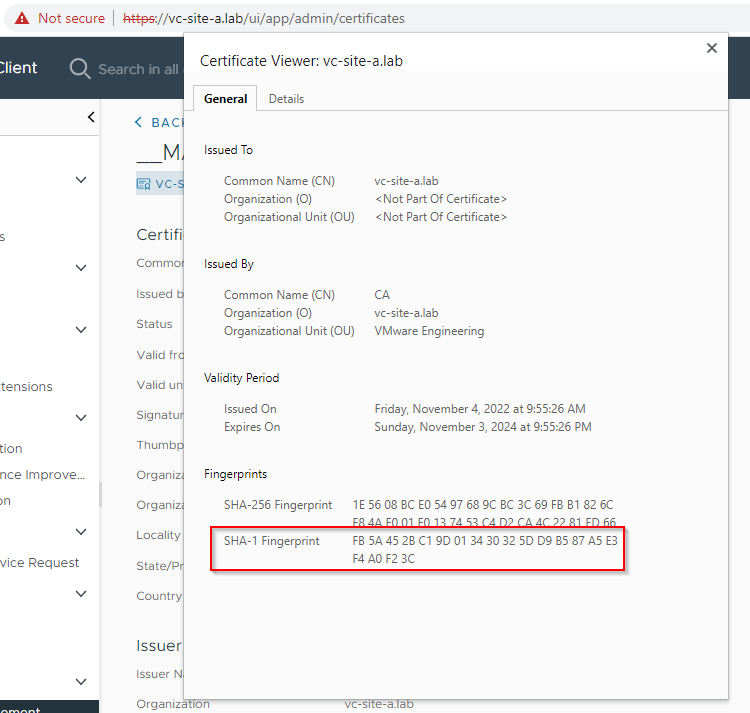 Not secure | https://vc-site-a.lab/ui/app/admin/certificates
Client
Search in all
Certificate Viewer: vc-site-a.lab
General Details
BACK
VC-S
Issued To
Common Name (CN) vc-site-a.lab
Organization (O) <Not Part Of Certificate>
Organizational Unit (OU) <Not Part Of Certificate>
Issued By
Common Name (CN) CA
Organization (O) vc-site-a.lab
Organizational Unit (OU) VMware Engineering
Validity Period
Issued On Friday, November 4, 2022 at 9:55:26 AM
Expires On Sunday, November 3, 2024 at 9:55:26 PM
Fingerprints
SHA-256 Fingerprint 1E 56 08 BC E0 54 97 68 9C BC 3C 69 FB B1 82 6C
F8 4A F0 01 F0 13 74 53 C4 D2 CA 4C 22 81 FD 66
SHA-1 Fingerprint FB 5A 45 2B C1 9D 01 34 30 32 5D D9 B5 87 A5 E3
F4 A0 F2 3C
__MA
Certifi
Common
Issued b
Status
Valid fro
Valid un
Signatur
Thumbp
Organiza
Organiza
Locality
State/Pr
Country
Issuer
Issuer Na
Organization vc-site-a.lab
s
tensions
tion
nce Improve...
on
vice Request